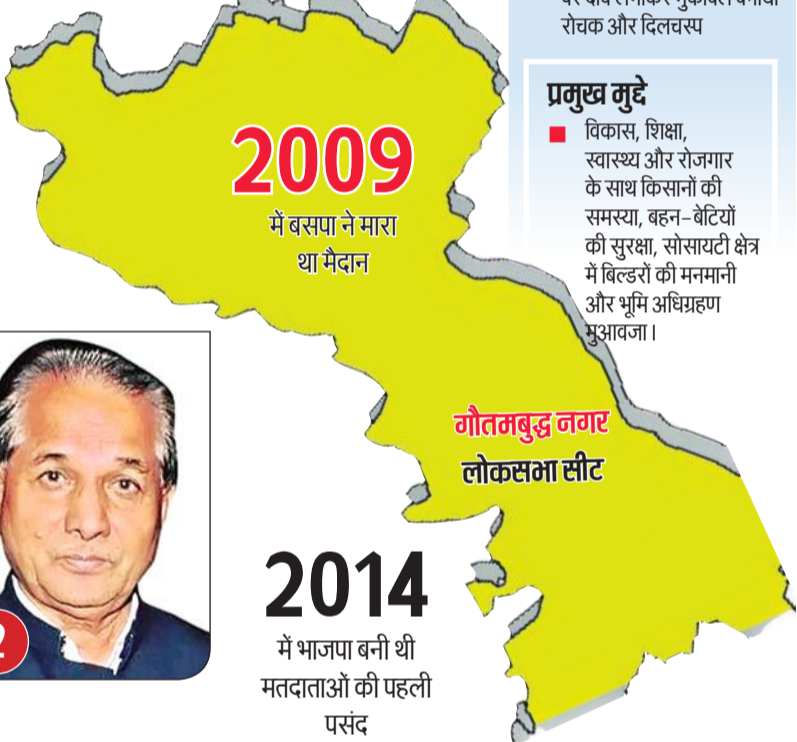 रोचक और दिलचस्प
प्रमुख मुद्दे
विकास, शिक्षा,
स्वास्थ्य और रोजगार
के साथ किसानों की
समस्या, बहन-बेटियों
की सुरक्षा, सोसायटी क्षेत्र
में बिल्डरों की मनमानी
और भूमि अधिग्रहण
मुआवजा।
2009
में बसपा ने मारा
था मैदान
गौतमबुद्ध नगर
लोकसभा सीट
2014
में भाजपा बनी थी
मतदाताओं की पहली
पसंद
2